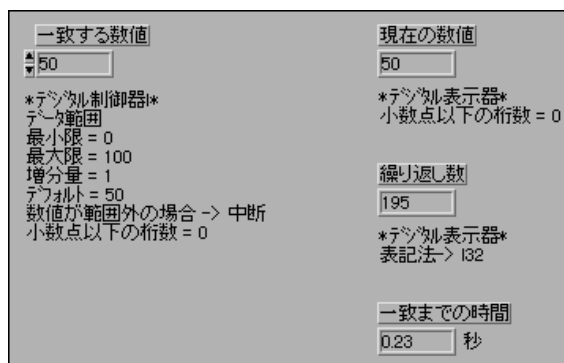 一致する数値
50
*デジタル制御器*
データ範囲
最小限 = 0
最大限 = 100
増分量 = 1
デフォルト = 50
数値が範囲外の場合 -> 中断
小数点以下の桁数 = 0
現在の数値
50
*デジタル表示器*
小数点以下の桁数 = 0
繰り返し数
195
*デジタル表示器*
表記法-> I32
一致までの時間
0.23 秒